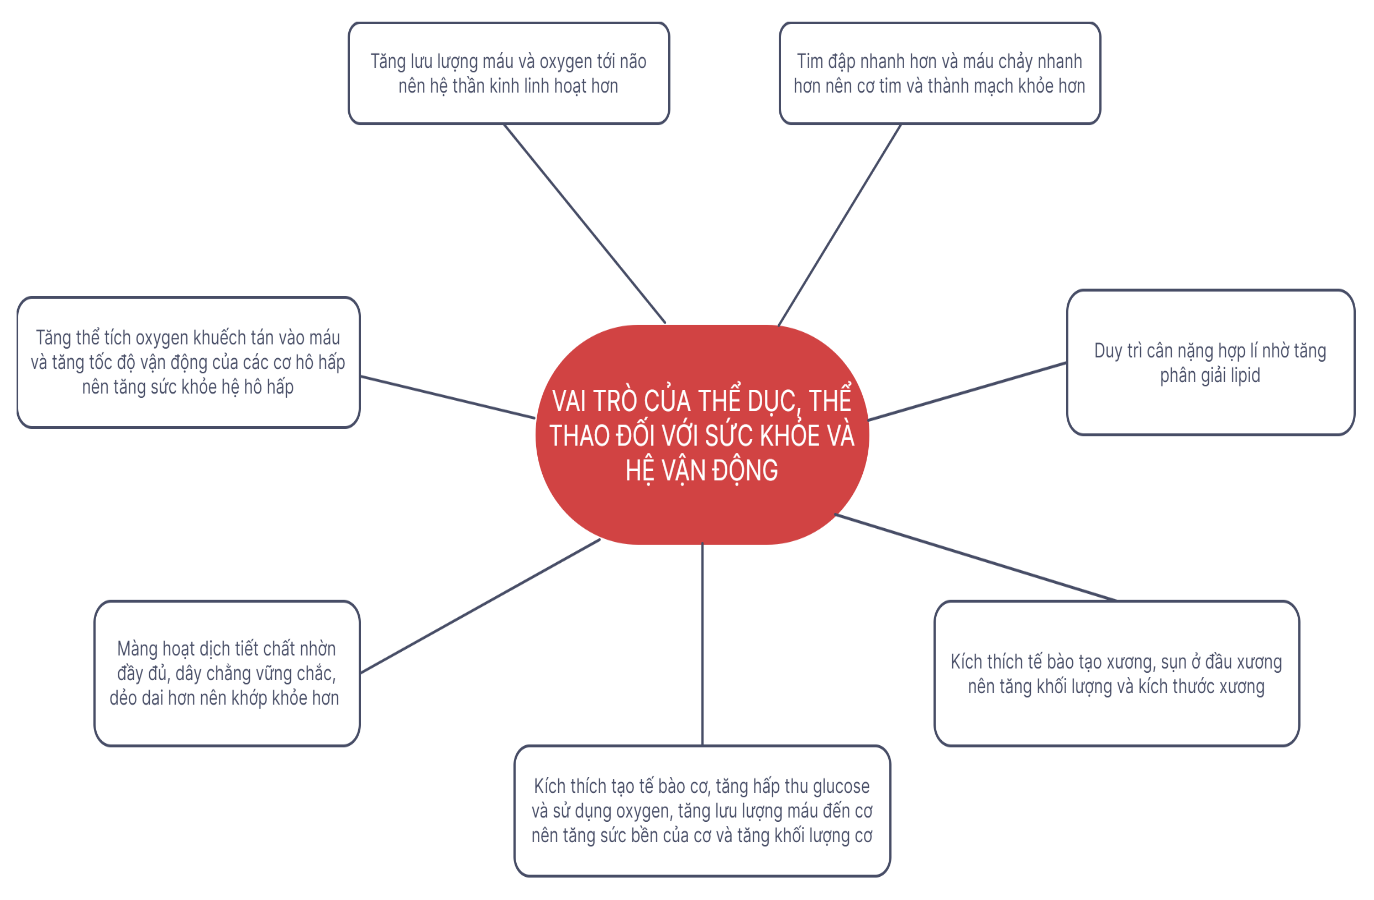 Tăng lưu lượng máu và oxygen tới não
nên hệ thần kinh linh hoạt hơn
Tim đập nhanh hơn và máu chảy nhanh
hơn nên cơ tim và thành mạch khỏe hơn
Tăng thể tích oxygen khuếch tán vào máu
và tăng tốc độ vận động của các cơ hô hấp
nên tăng sức khỏe hệ hô hấp
Duy trì cân nặng hợp lí nhờ tăng
phân giải lipid
VAI TRÒ CỦA THỂ DỤC, THỂ
THAO ĐỐI VỚI SỨC KHỎE VÀ
HỆ VẬN ĐỘNG
Màng hoạt dịch tiết chất nhờn
đầy đủ, dây chằng vững chắc,
dẻo dai hơn nên khớp khỏe hơn
Kích thích tế bào tạo xương, sụn ở đầu xương
nên tăng khối lượng và kích thước xương
Kích thích tạo tế bào cơ, tăng hấp thu glucose
và sử dụng oxygen, tăng lưu lượng máu đến cơ
nên tăng sức bền của cơ và tăng khối lượng cơ